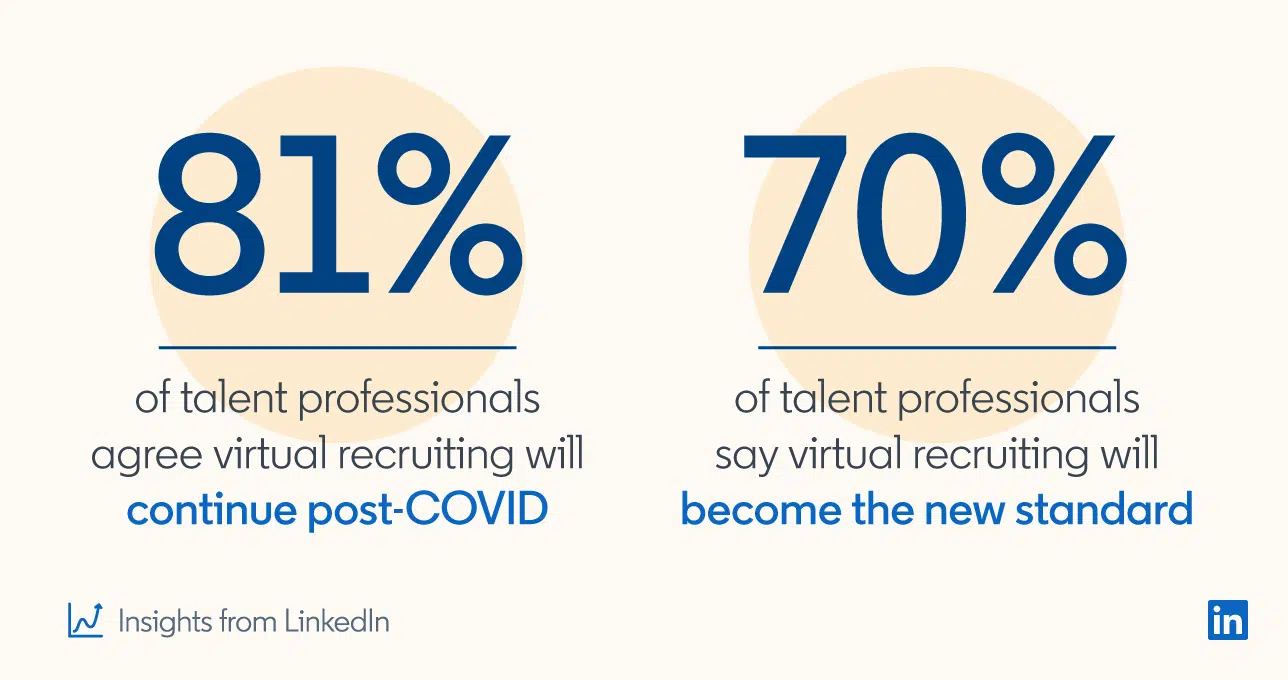 81%
of talent professionals
agree virtual recruiting will
continue post-COVID
70%
of talent professionals
say virtual recruiting will
become the new standard
Insights from LinkedIn
in